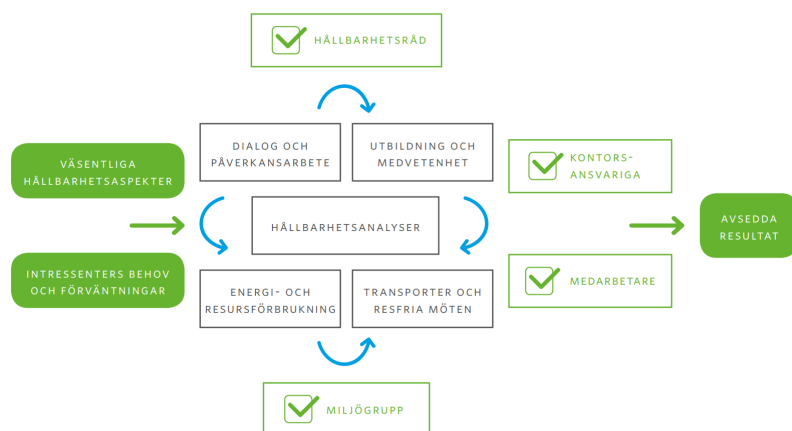 HÅLLBARHETSRÅD
DIALOG OCH
PÅVERKANSARBETE
UTBILDNING OCH
MEDVETENHET
VÄSENTLIGA
HÅLLBARHETSASPEKTER
KONTORS-
ANSVARIGA
HÅLLBARHETSANALYSER
AVSEDDA
RESULTAT
INTRESSENTERS BEHOV
OCH FÖRVÄNTNINGAR
ENERGI- OCH
RESURSFÖRBRUKNING
TRANSPORTER OCH
RESFRIA MÖTEN
MEDARBETARE
MILJÖGRUPP